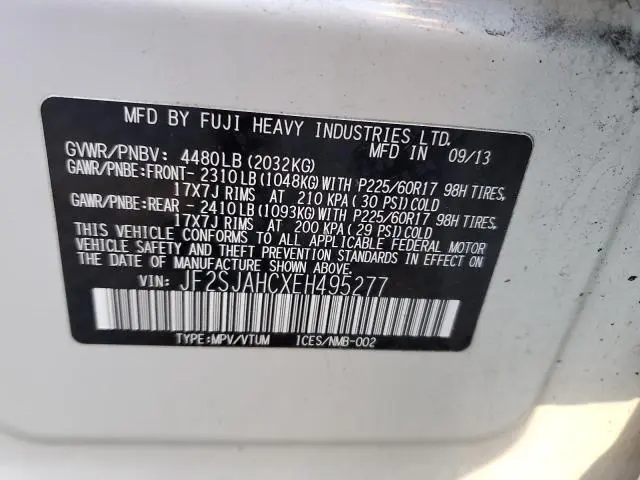 MFD BY FUJI HEAVY INDUSTRIES LTD.
MFD IN 09/13
GVWR/PNBV: 4480LB(2032KG)
GAWR/PNBE:FRONT- 2310LB(1048KG)WITH P225/60R17 98H TIRES,
17X7J RIMS AT 210 KPA(30 PSI)COLD
GAWR/PNBE:REAR - 2410LB(1093KG)WITH P225/60R17 98H TIRES,
17X7J RIMS AT 200 KPA(29 PSI)COLD
THIS VEHICLE CONFORMS TO ALL APPLICABLE FEDERAL MOTOR
VEHICLE SAFETY AND THEFT PREVENTION STANDARDS IN EFFECT ON
THE DATE OF MANUFACTURE SHOWN ABOVE.
VIN: JF2SJAHCXEH495277
TYPE:MPV/VTUM ICES/NMB-002